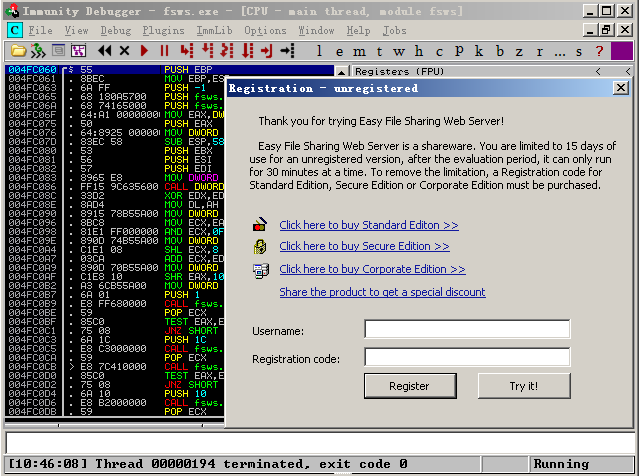 Immunity Debugger - fsws.exe - [CPU - main thread, module fsws]
C File View Debug Plugins ImmLib Options Window Help Jobs
l e m t w h c p k b z r ... s ?
Registers (FPU) < <
004FC060 r$ 55 PUSH EBP
004FC061 . 8BEC MOV EBP,ES
004FC063 . 6A FF PUSH -1
004FC065 . 68 180A5700 PUSH fsws.
004FC06A . 68 74165000 PUSH fsws.
004FC06F . 64:A1 00000000 MOV EAX,DW
004FC075 . 50 PUSH EAX
004FC076 . 64:8925 000000 MOV DWORD
004FC07D . 83EC 58 SUB ESP,58
004FC080 . 53 PUSH EBX
004FC081 . 56 PUSH ESI
004FC082 . 57 PUSH EDI
004FC083 . 8965 E8 MOV DWORD
004FC086 . FF15 9C635600 CALL DWORD
004FC08C . 33D2 XOR EDX,ED
004FC08E . 8AD4 MOV DL,AH
004FC090 . 8915 78B55A00 MOV DWORD
004FC096 . 8BC8 MOV ECX,EA
004FC098 . 81E1 FF000000 AND ECX,0F
004FC09E . 890D 74B55A00 MOV DWORD
004FC0A4 . C1E1 08 SHL ECX,8
004FC0A7 . 03CA ADD ECX,ED
004FC0A9 . 890D 70B55A00 MOV DWORD
004FC0AF . C1E8 10 SHR EAX,10
004FC0B2 . A3 6CB55A00 MOV DWORD
004FC0B7 . 6A 01 PUSH 1
004FC0B9 . E8 FF680000 CALL fsws.
004FC0BE . 59 POP ECX
004FC0BF . 85C0 TEST EAX,E
004FC0C1 . 75 08 JNZ SHORT
004FC0C3 . 6A 1C PUSH 1C
004FC0C5 . E8 C3000000 CALL fsws.
004FC0CA . 59 POP ECX
004FC0CB > E8 7C410000 CALL fsws.
004FC0D0 . 85C0 TEST EAX,E
004FC0D2 . 75 08 JNZ SHORT
004FC0D4 . 6A 10 PUSH 10
004FC0D6 . E8 B2000000 CALL fsws.
004FC0DB . 59 POP ECX
Registration - unregistered
Thank you for trying Easy File Sharing Web Server!
Easy File Sharing Web Server is a shareware. You are limited to 15 days of
use for an unregistered version, after the evaluation period, it can only run
for 30 minutes at a time. To remove the limitation, a Registration code for
Standard Edition, Secure Edition or Corporate Edition must be purchased.
Click here to buy Standard Editon >>
Click here to buy Secure Edition >>
Click here to buy Corporate Edition >>
Share the product to get a special discount
Username:
Registration code:
Register Try it!
[10:46:08] Thread 00000194 terminated, exit code 0 Running